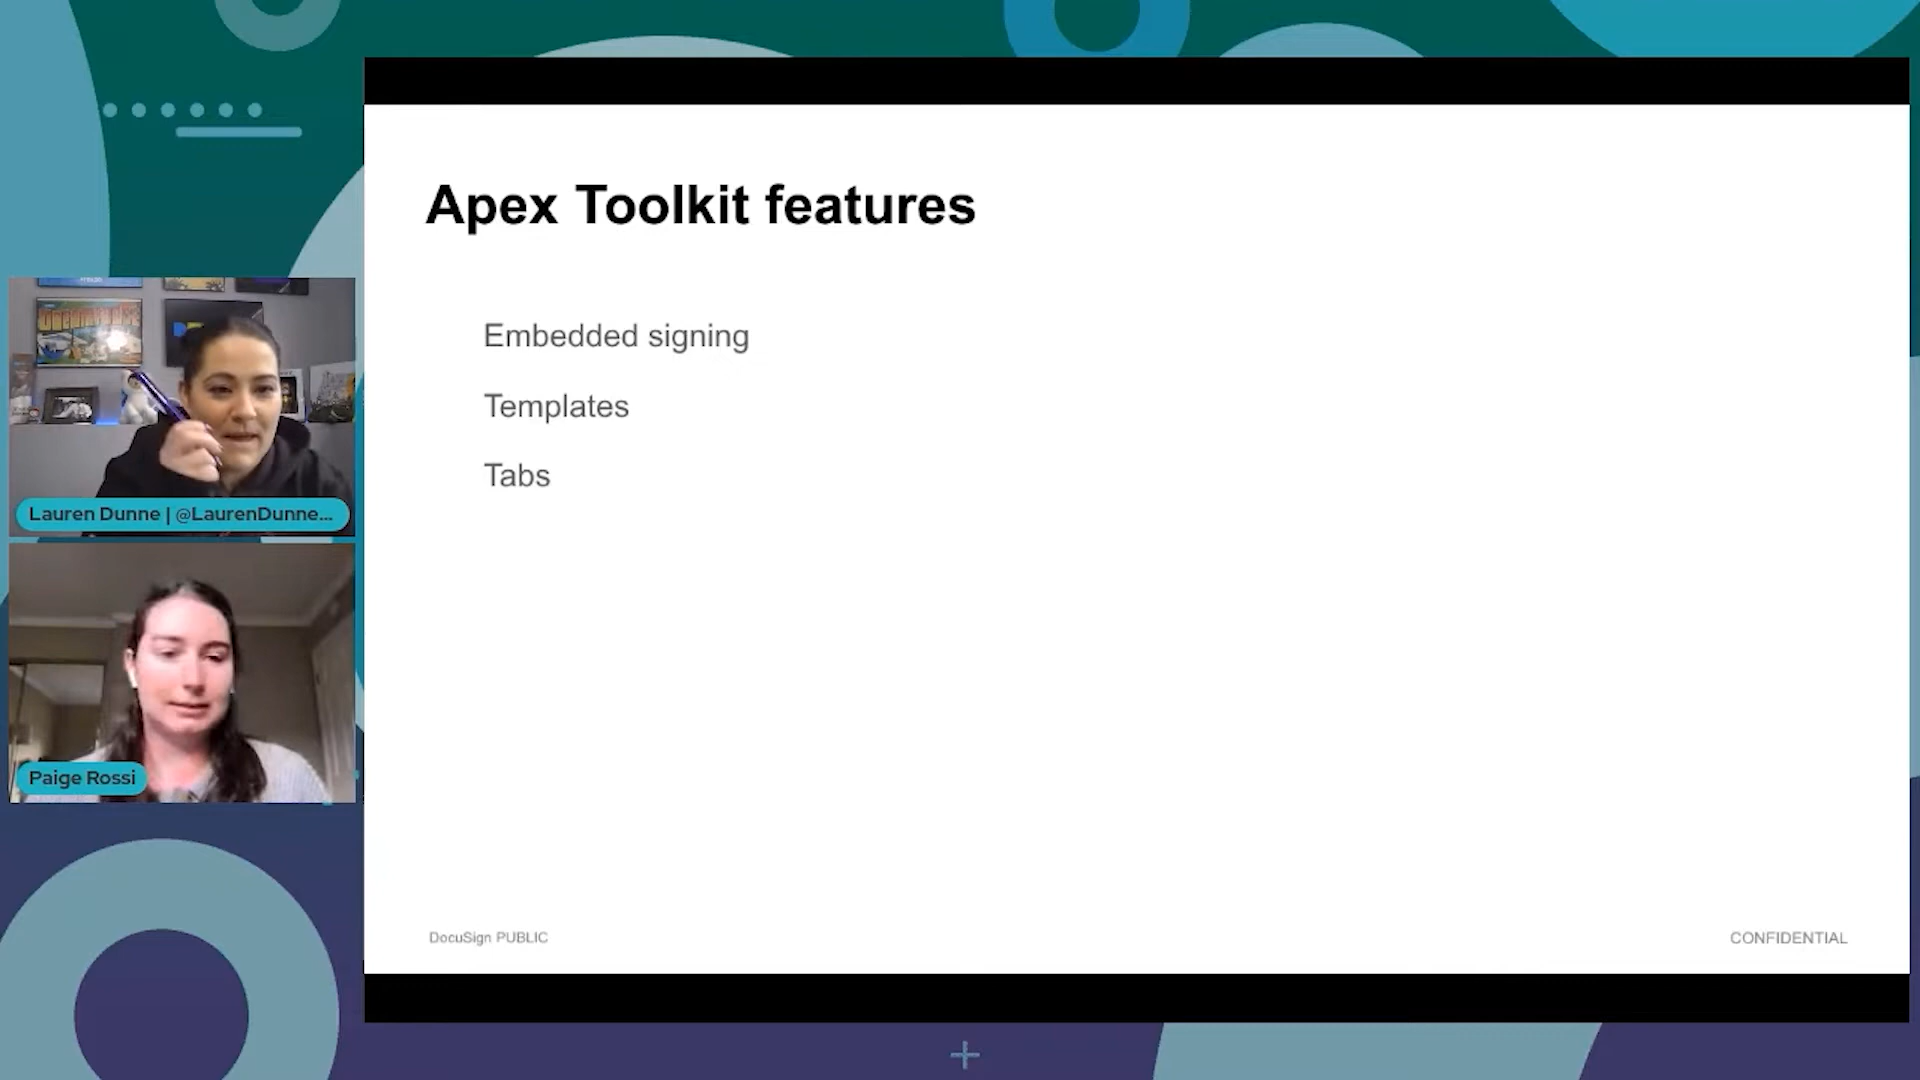 Apex Toolkit features
Embedded signing
Templates
Tabs
DocuSign PUBLIC
CONFIDENTIAL
Lauren Dunne | @LaurenDunne...
Paige Rossi